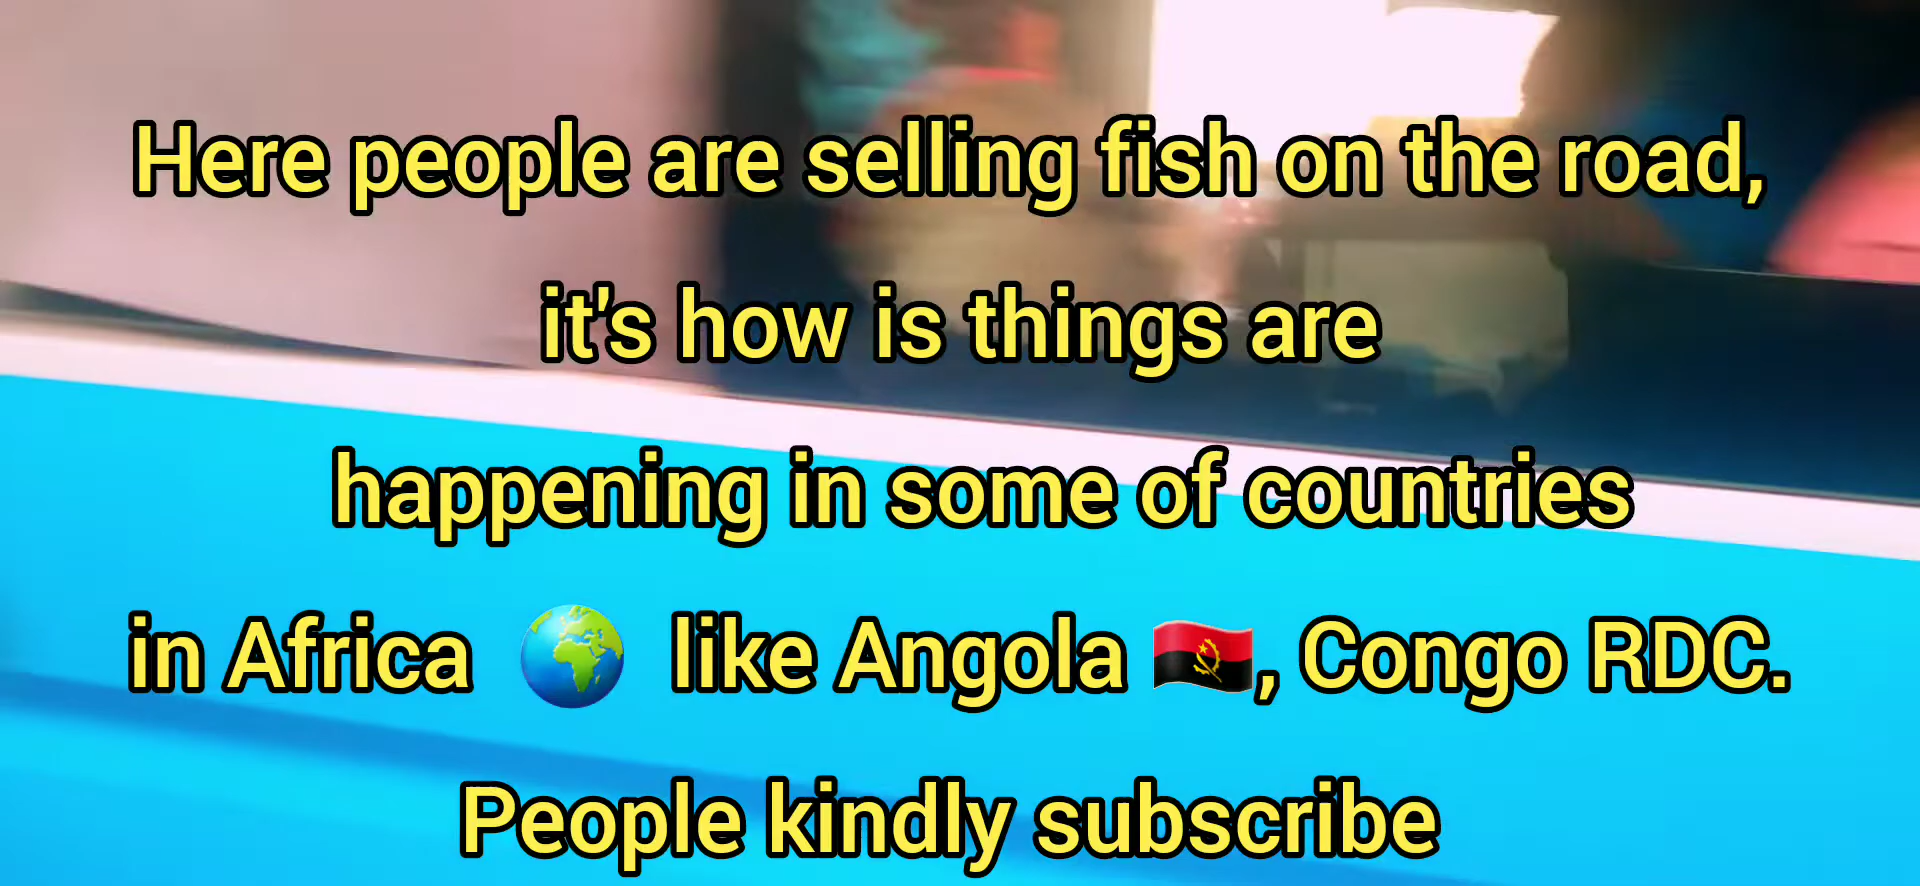 Here people are selling fish on the road,
it's how is things are
happening in some of countries
in Africa 🌍 like Angola 🇦🇴, Congo RDC.
People kindly subscribe